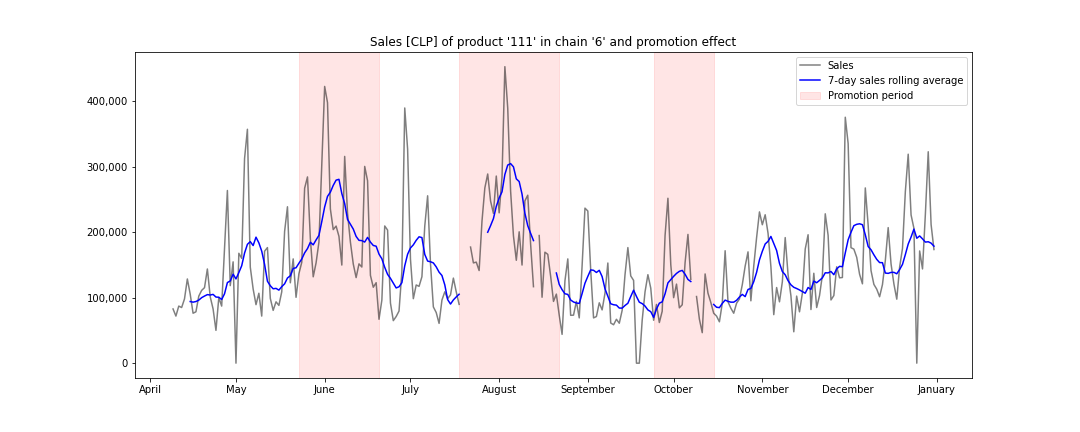 Sales [CLP] of product '111' in chain '6' and promotion effect
Sales
7-day sales rolling average
Promotion period
400,000
300,000
200,000
100,000
0
April May June July August September October November December January